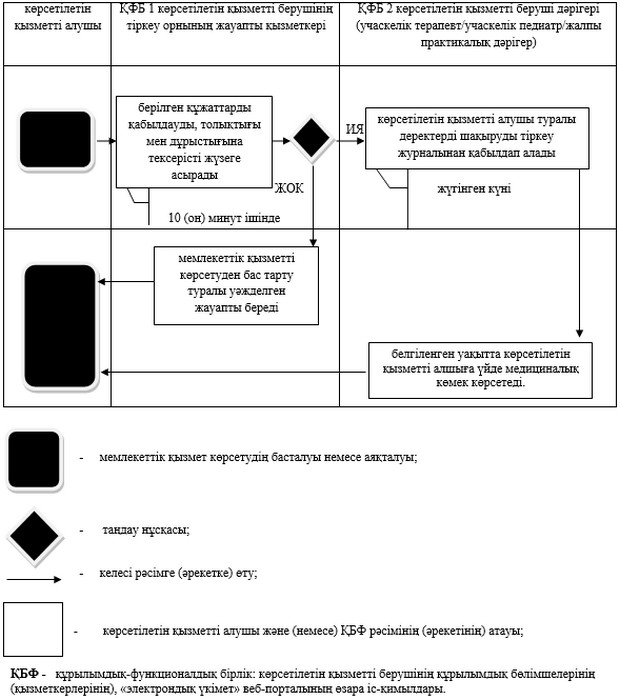 көрсетілетін
қызметті алушы
ҚФБ 1 көрсетілетін қызметті берушінің
тіркеу орнының жауапты қызметкері
ҚФБ 2 көрсетілетін қызметті беруші дәрігері
(учаскелік терапевт/учаскелік педиатр/жалпы
практикалық дәрігер)
берілген құжаттарды
қабылдауды, толықтығы
мен дұрыстығына
тексерісті жүзеге
асырады
ИЯ
көрсетілетін қызметті алушы туралы
деректерді шақыруды тіркеу
журналынан қабылдап алады
ЖОК
жүгінген күні
10 (он) минут ішінде
мемлекеттік қызметті
көрсетуден бас тарту
туралы уәжделген
жауапты береді
белгіленген уақытта көрсетілетін
қызметті алшыға үйде медициналық
көмек көрсетеді.
- мемлекеттік қызмет көрсетудің басталуы немесе аяқталуы;
- таңдау нұсқасы;
- келесі рәсімге (әрекетке) өту;
- көрсетілетін қызметті алушы және (немесе) ҚБФ рәсімінің (әрекетінің) атауы;
ҚБФ - құрылымдық-функционалдық бірлік: көрсетілетін қызметті берушінің құрылымдық бөлімшелерінің
(қызметкерлерінің), «электрондық үкімет» веб-порталының өзара іс-қимылдары.